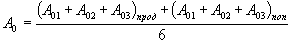 A₀ = ((A₀₁ + A₀₂ + A₀₃)прод + (A₀₁ + A₀₂ + A₀₃)поп) / 6